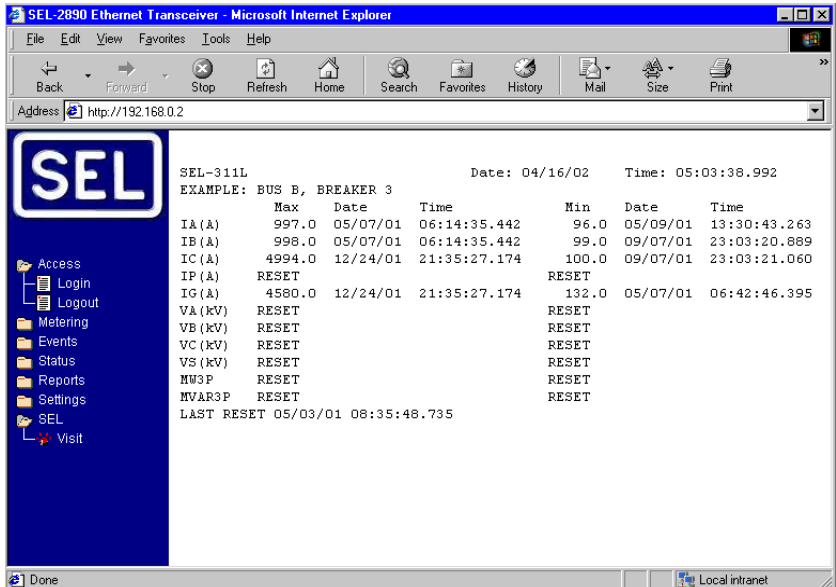 SEL-2890 Ethernet Transceiver - Microsoft Internet Explorer
File Edit View Favorites Tools Help
Back Forward Stop Refresh Home Search Favorites History Mail Size Print »
Address http://192.168.0.2
SEL
Access
Login
Logout
Metering
Events
Status
Reports
Settings
SEL
Visit
SEL-311L Date: 04/16/02 Time: 05:03:38.992
EXAMPLE: BUS B, BREAKER 3
Max Date Time Min Date Time
IA(A) 997.0 05/07/01 06:14:35.442 96.0 05/09/01 13:30:43.263
IB(A) 998.0 05/07/01 06:14:35.442 99.0 09/07/01 23:03:20.889
IC(A) 4994.0 12/24/01 21:35:27.174 100.0 09/07/01 23:03:21.060
IP(A) RESET RESET
IG(A) 4580.0 12/24/01 21:35:27.174 132.0 05/07/01 06:42:46.395
VA(kV) RESET RESET
VB(kV) RESET RESET
VC(kV) RESET RESET
VS(kV) RESET RESET
MW3P RESET RESET
MVAR3P RESET RESET
LAST RESET 05/03/01 08:35:48.735
Done Local intranet